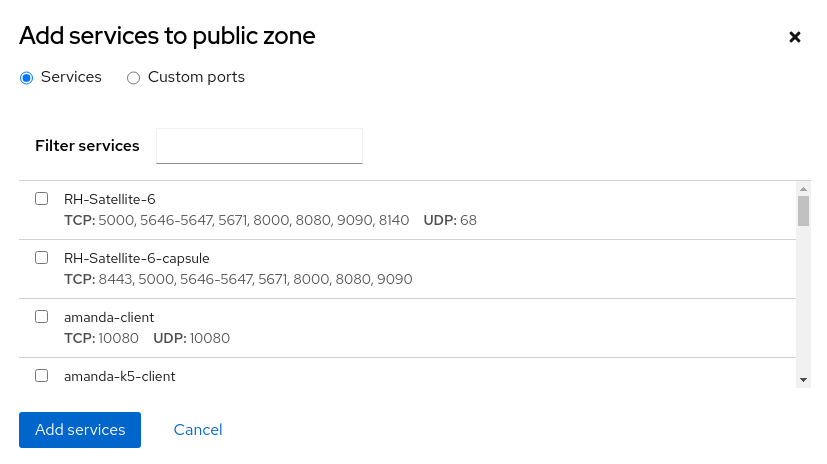 Add services to public zone
Services Custom ports
Filter services
RH-Satellite-6
TCP: 5000, 5646-5647, 5671, 8000, 8080, 9090, 8140 UDP: 68
RH-Satellite-6-capsule
TCP: 8443, 5000, 5646-5647, 5671, 8000, 8080, 9090
amanda-client
TCP: 10080 UDP: 10080
amanda-k5-client
Add services Cancel